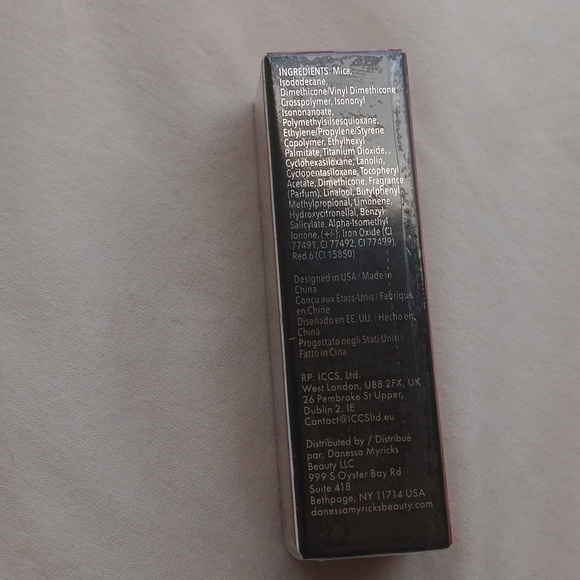 INGREDIENTS: Mica,
Isododecane,
Dimethicone/Vinyl Dimethicone
Crosspolymer, Isononyl
Isononanoate,
Polymethylsilsesquioxane,
Ethylene/Propylene/Styrene
Copolymer, Ethylhexyl
Palmitate, Titanium Dioxide, ,
Cyclohexasiloxane, Lanolin,
Cyclopentasiloxane, Tocopheryl
Acetate, Dimethicone, Fragrance
(Parfum), Linalool, Butylphenyl
Methylpropional, Limonene,
Hydroxycitronellal, Benzyl
Salicylate, Alpha-Isomethyl
Ionone, (+/-): Iron Oxide (CI
77491, CI 77492, CI 77499),
Red 6 (CI 15850)
Designed in USA / Made in
China
Conçu aux États-Unis / Fabriqué
en Chine
Diseñado en EE. UU. / Hecho en
China
Progettato negli Stati Uniti/
Fatto in Cina
RP: ICCS, Ltd.
West London, UB8 2FX, UK
26 Pembroke St Upper,
Dublin 2. IE
Contact@ICCSltd.eu
Distributed by / Distribué
par: Danessa Myricks
Beauty LLC
999 S Oyster Bay Rd
Suite 418
Bethpage, NY 11714 USA
danessamyricksbeauty.com